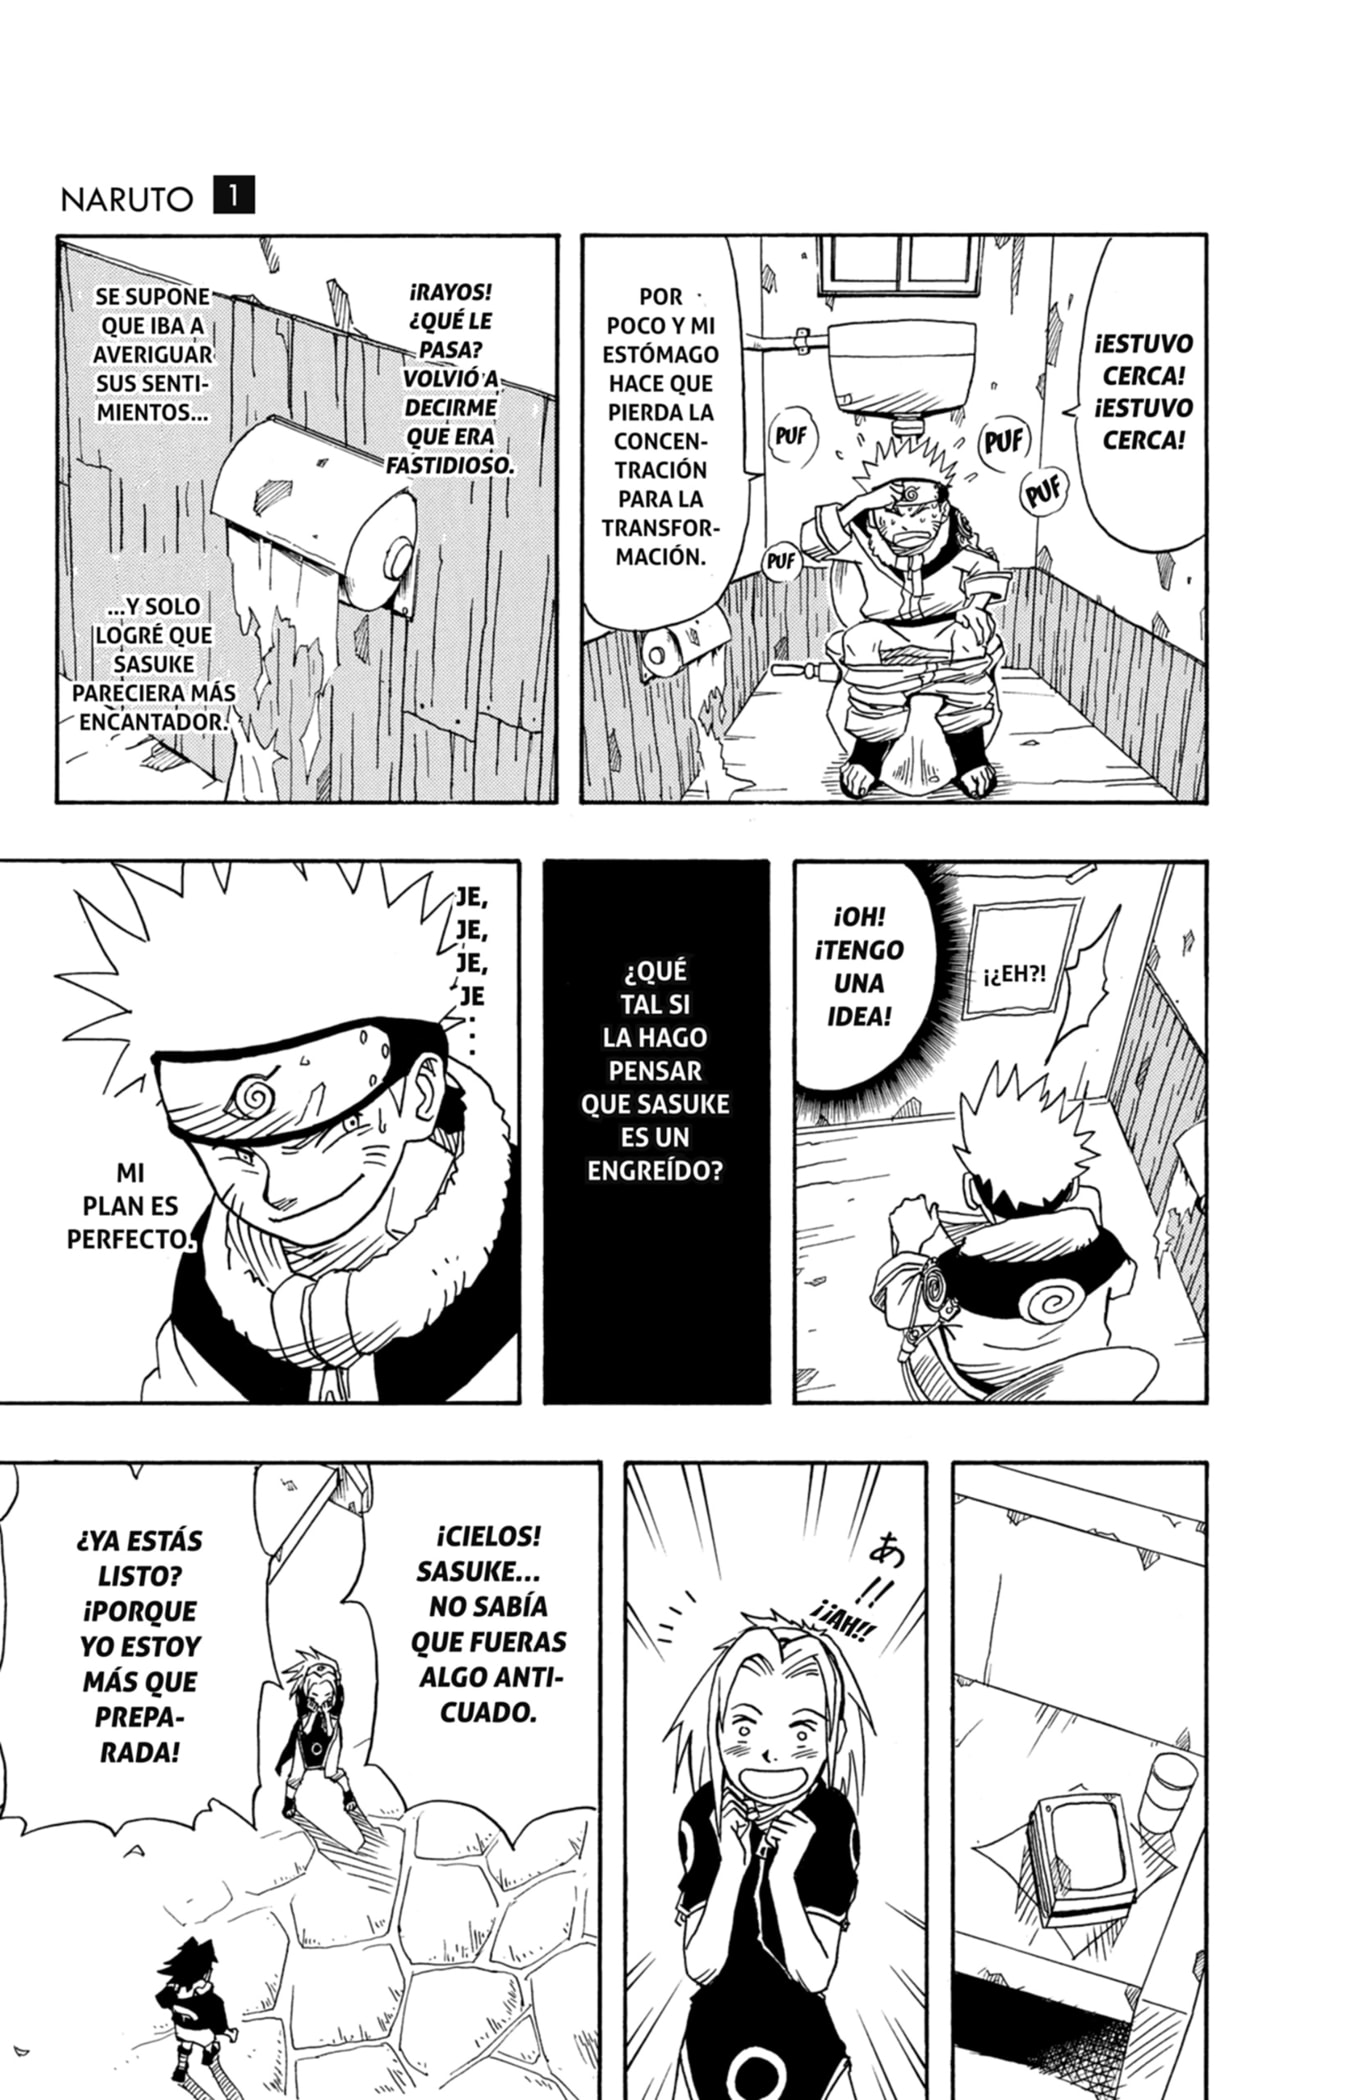 NARUTO 1
¡ESTUVO
CERCA!
¡ESTUVO
CERCA!
POR
POCO Y MI
ESTÓMAGO
HACE QUE
PIERDA LA
CONCEN-
TRACIÓN
PARA LA
TRANSFOR-
MACIÓN.
PUF
PUF
PUF
PUF
¡RAYOS!
¿QUÉ LE
PASA?
VOLVIÓ A
DECIRME
QUE ERA
FASTIDIOSO.
SE SUPONE
QUE IBA A
AVERIGUAR
SUS SENTI-
MIENTOS...
...Y SOLO
LOGRÉ QUE
SASUKE
PARECIERA MÁS
ENCANTADOR.
¡¿EH?!
¡OH!
¡TENGO
UNA
IDEA!
¿QUÉ
TAL SI
LA HAGO
PENSAR
QUE SASUKE
ES UN
ENGREÍDO?
JE,
JE,
JE,
JE
...
MI
PLAN ES
PERFECTO.
あ!!
¡¡AH!!
¡CIELOS!
SASUKE...
NO SABÍA
QUE FUERAS
ALGO ANTI-
CUADO.
¿YA ESTÁS
LISTO?
¡PORQUE
YO ESTOY
MÁS QUE
PREPA-
RADA!